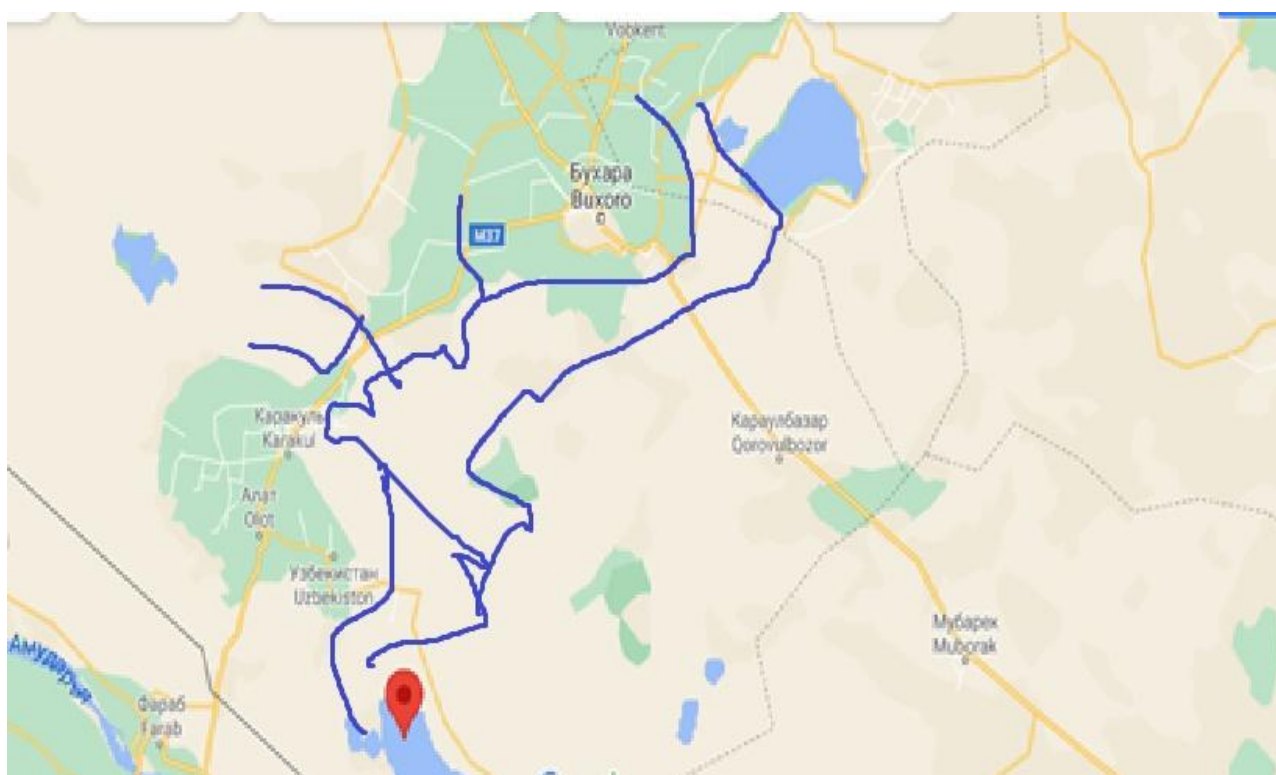 Vobkent
Бухара
Buxoro
M37
Каракуль
Karakul
Караулбазар
Qorovulbozor
Алат
Olot
Узбекистан
Uzbekiston
Мубарек
Muborak
Амударья
Фараб
Farab